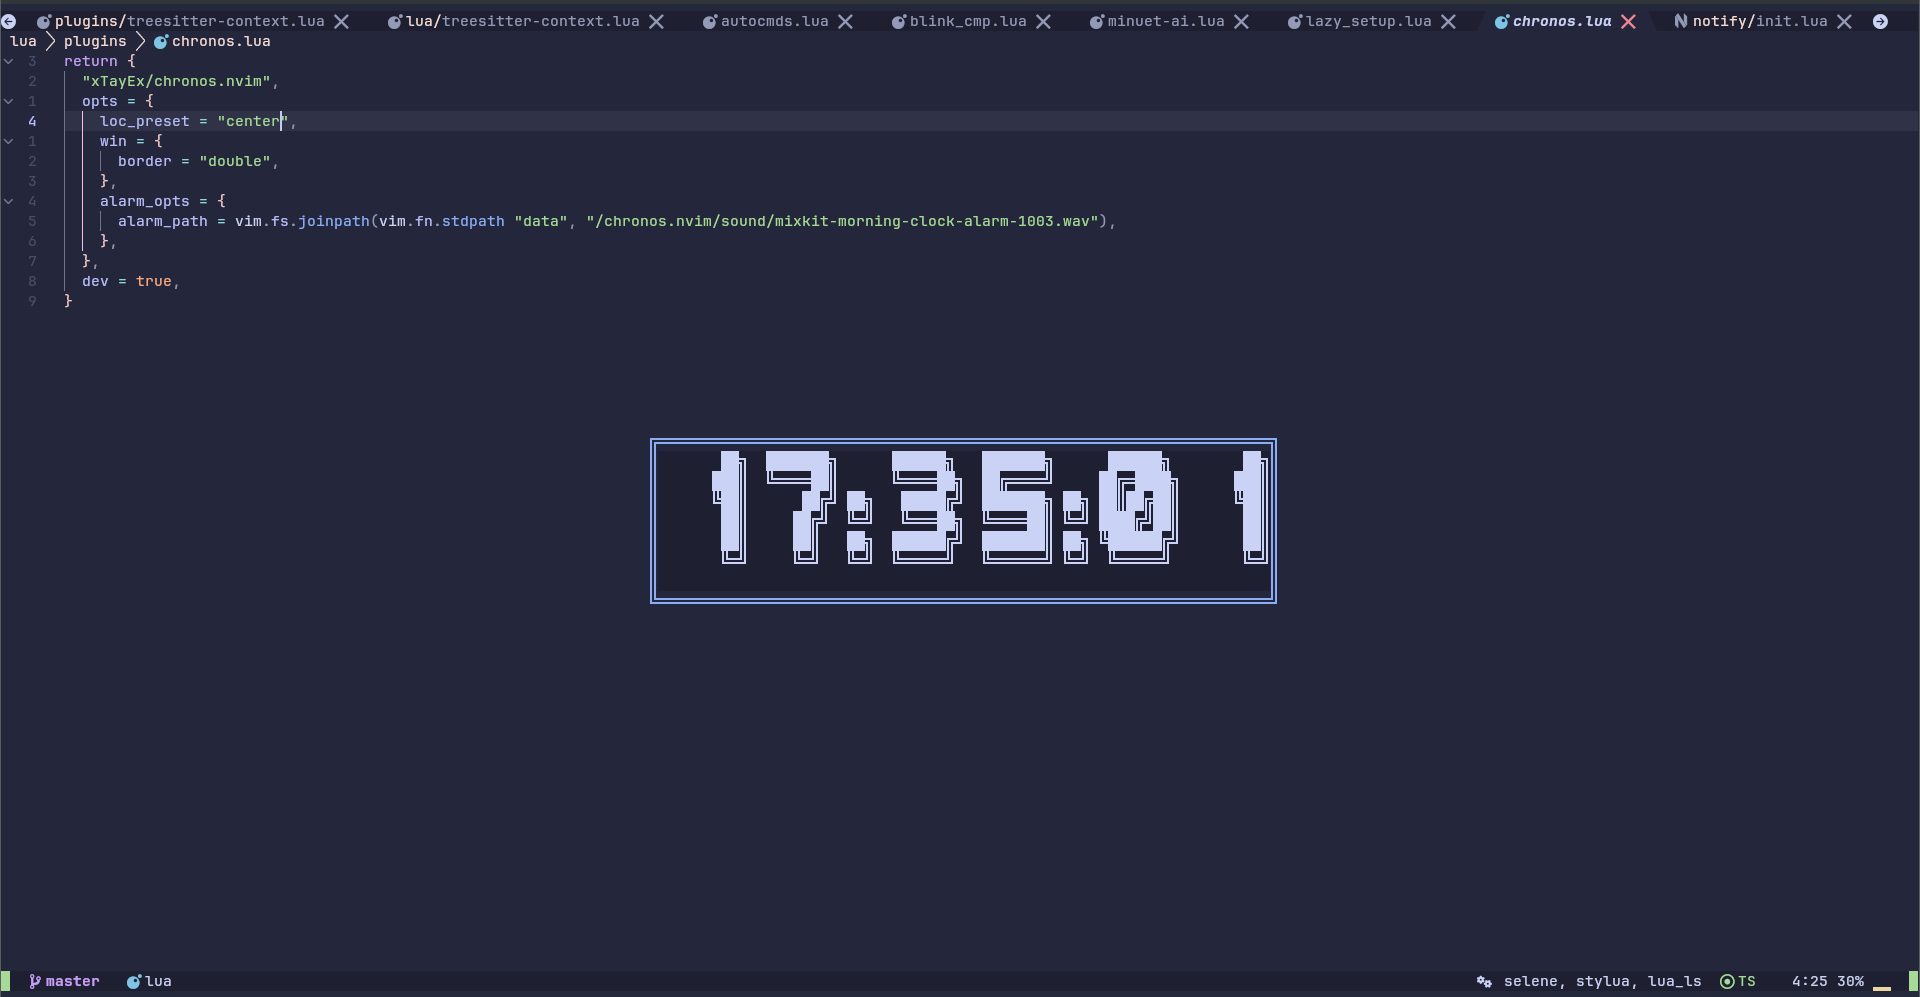 plugins/treesitter-context.lua lua/treesitter-context.lua autocmds.lua blink_cmp.lua minuet-ai.lua lazy_setup.lua chronos.lua notify/init.lua
lua plugins chronos.lua
3 return {
2 "xTayEx/chronos.nvim",
1 opts = {
4 loc_preset = "center",
1 win = {
2 border = "double",
3 },
4 alarm_opts = {
5 alarm_path = vim.fs.joinpath(vim.fn.stdpath "data", "/chronos.nvim/sound/mixkit-morning-clock-alarm-1003.wav"),
6 },
7 },
8 dev = true,
9 }
17:35:01
master lua selene, stylua, lua_ls TS 4:25 30%